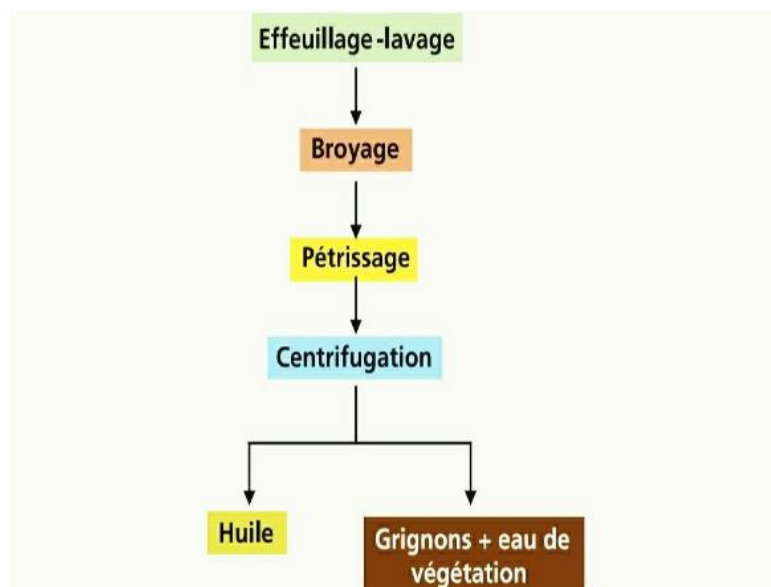 Effeuillage-lavage
Broyage
Pétrissage
Centrifugation
Huile
Grignons + eau de
végétation